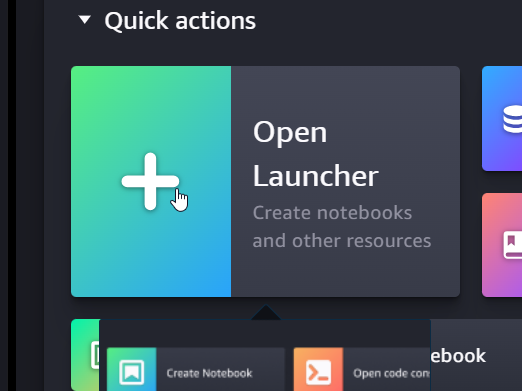 Quick actions
Open
Launcher
Create notebooks
and other resources
Create Notebook
Open code con
ebook